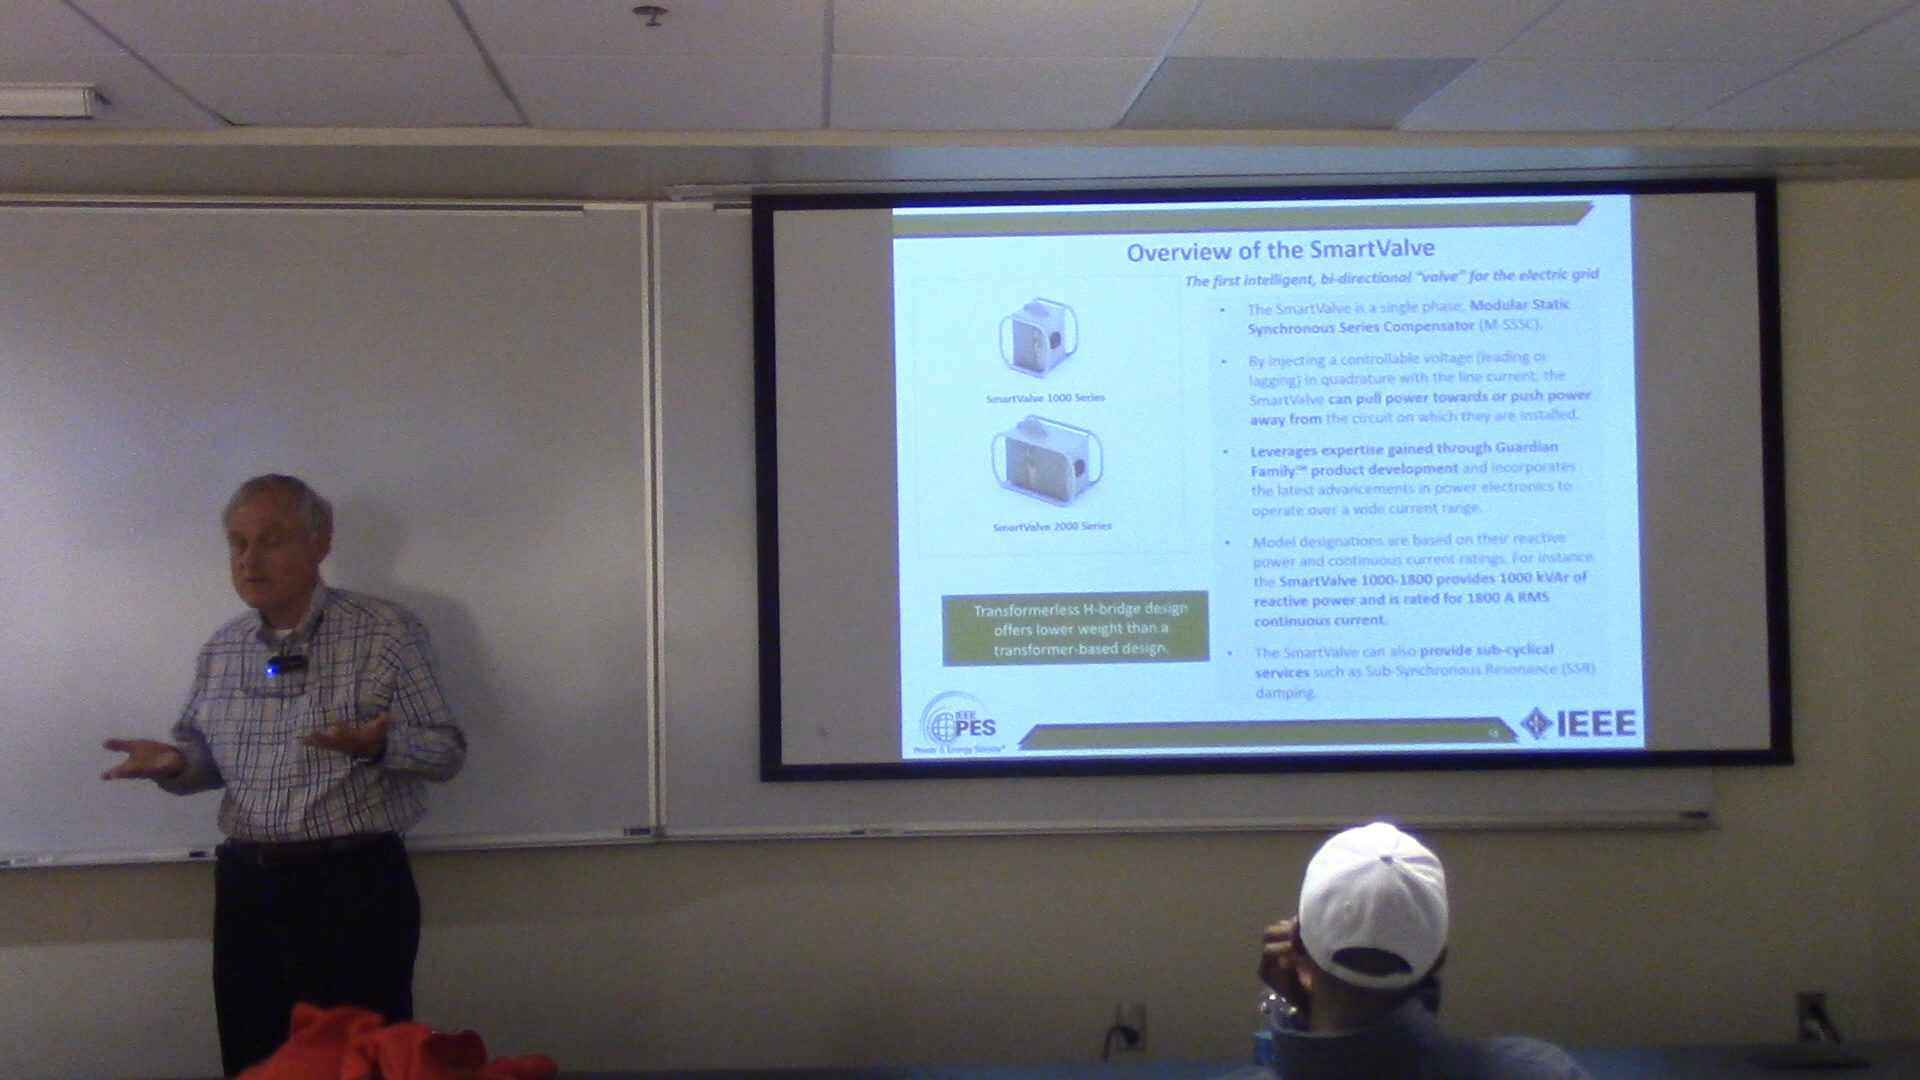 Overview of the SmartValve
The first intelligent, bi-directional "valve" for the electric grid
SmartValve 1000 Series
SmartValve 2000 Series
Transformerless H-bridge design
offers lower weight than a
transformer-based design.
• The SmartValve is a single phase, Modular Static
Synchronous Series Compensator (M-SSSC).
• By injecting a controllable voltage (leading or
lagging) in quadrature with the line current, the
SmartValve can pull power towards or push power
away from the circuit on which they are installed.
• Leverages expertise gained through Guardian
Family™ product development and incorporates
the latest advancements in power electronics to
operate over a wide current range.
• Model designations are based on their reactive
power and continuous current ratings. For instance
the SmartValve 1000-1800 provides 1000 kVAr of
reactive power and is rated for 1800 A RMS
continuous current.
• The SmartValve can also provide sub-cyclical
services such as Sub-Synchronous Resonance (SSR)
damping.
IEEE
PES
Power & Energy Society®
IEEE